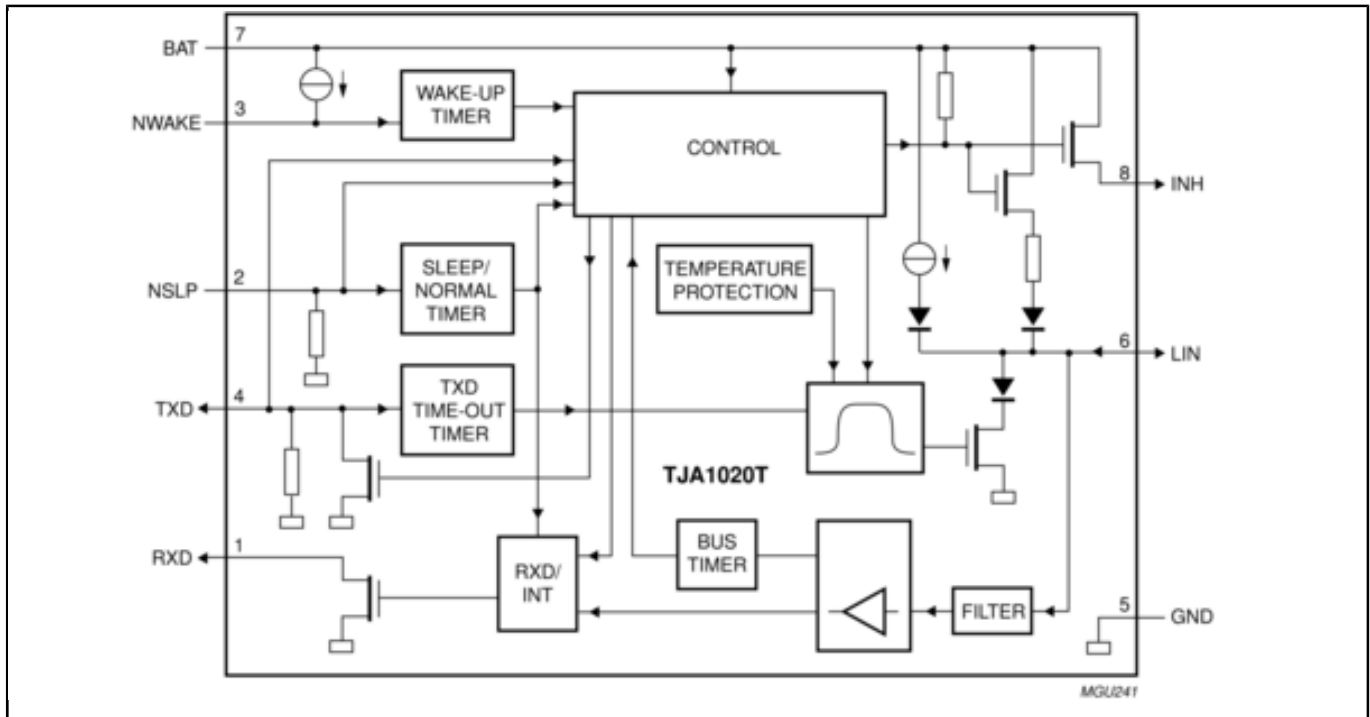 BAT
7
NWAKE
3
WAKE-UP
TIMER
CONTROL
8
INH
NSLP
2
SLEEP/
NORMAL
TIMER
TEMPERATURE
PROTECTION
6
LIN
TXD
4
TXD
TIME-OUT
TIMER
TJA1020T
RXD
1
RXD/
INT
BUS
TIMER
FILTER
5
GND
MGU241